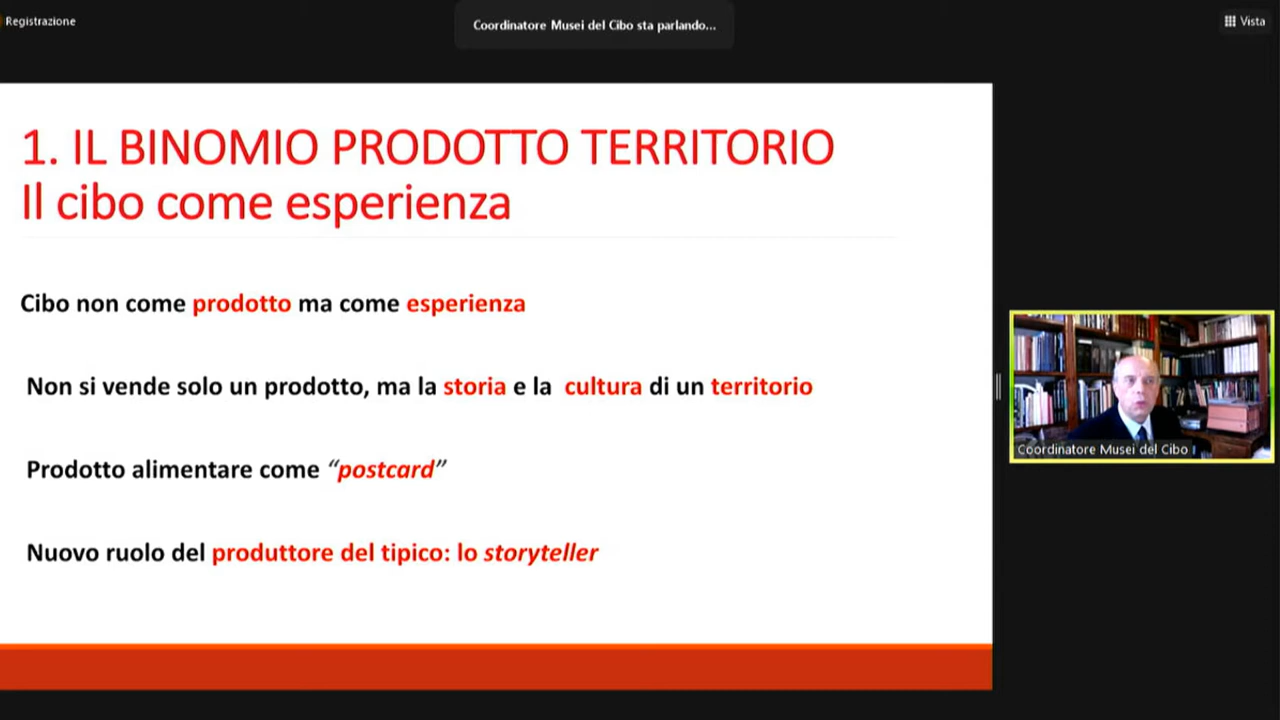 Registrazione
Coordinatore Musei del Cibo sta parlando...
Vista
1. IL BINOMIO PRODOTTO TERRITORIO
Il cibo come esperienza
Cibo non come prodotto ma come esperienza
Non si vende solo un prodotto, ma la storia e la cultura di un territorio
Prodotto alimentare come “postcard”
Nuovo ruolo del produttore del tipico: lo storyteller
Coordinatore Musei del Cibo